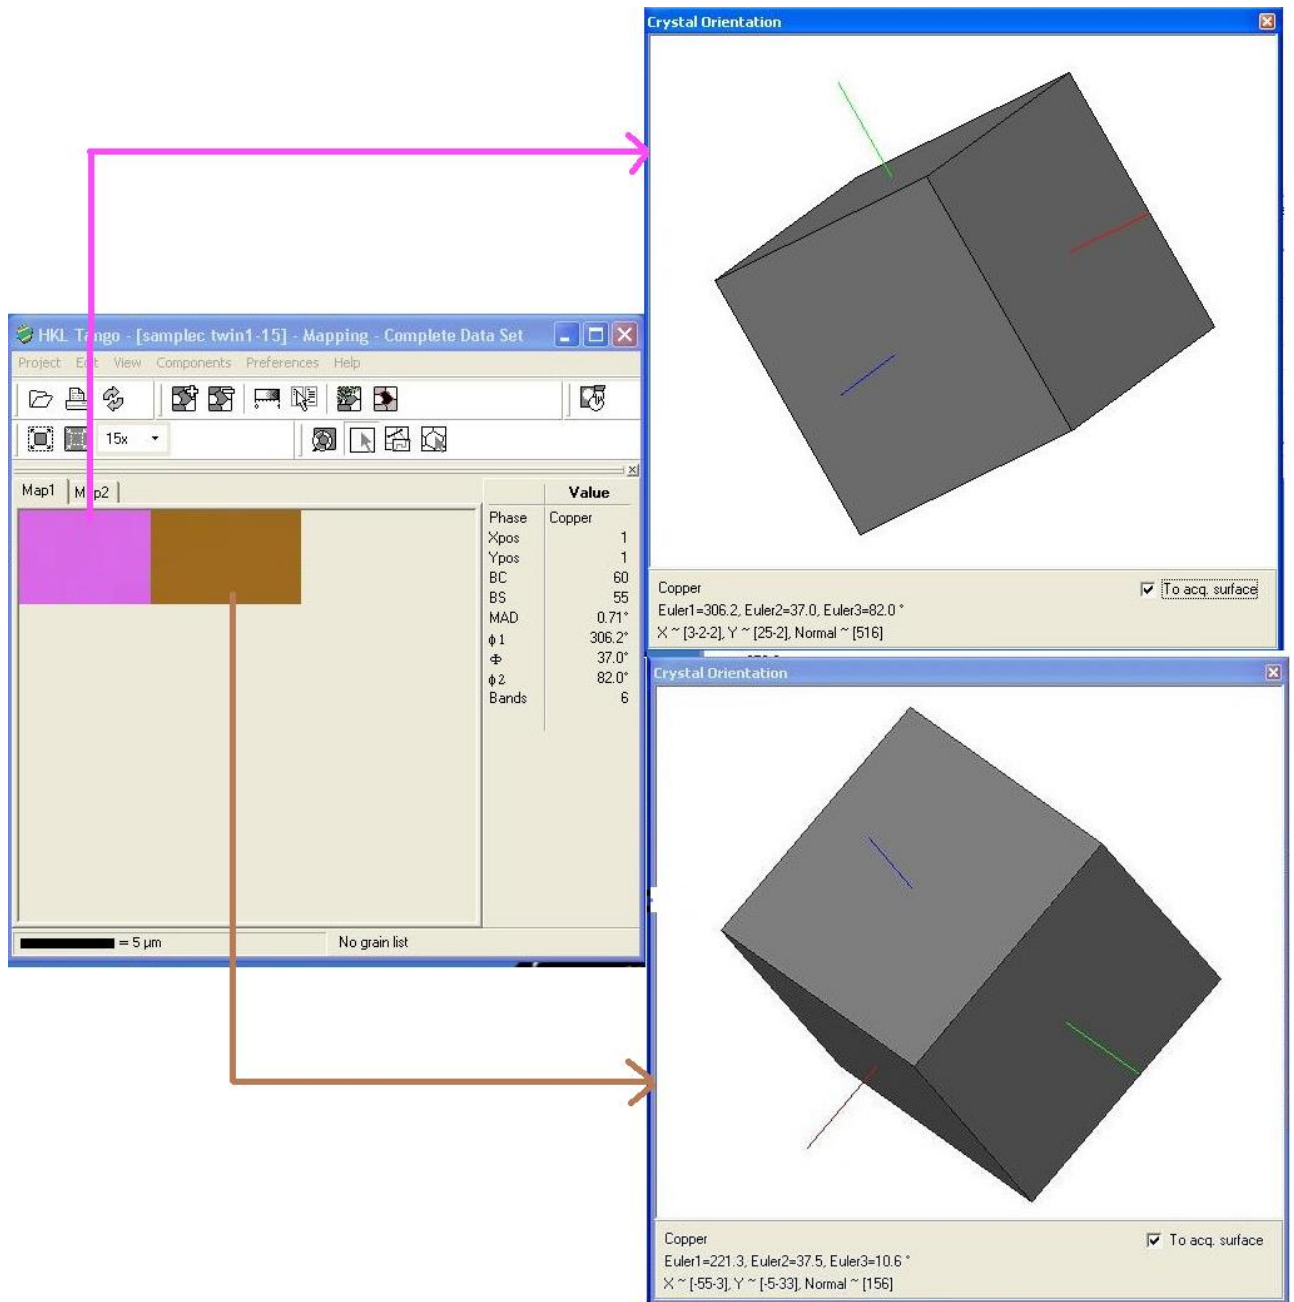 Crystal Orientation
Copper
To acq. surface
Euler1=306.2, Euler2=37.0, Euler3=82.0 °
X ~ [3-2-2], Y ~ [25-2], Normal ~ [516]
HKL Tango - [samplec twin1-15] - Mapping - Complete Data Set
Project Edit View Components Preferences Help
15x
Map1 Map2
Value
Phase Copper
Xpos 1
Ypos 1
BC 60
BS 55
MAD 0.71°
ϕ1 306.2°
Φ 37.0°
ϕ2 82.0°
Bands 6
= 5 µm No grain list
Crystal Orientation
Copper
To acq. surface
Euler1=221.3, Euler2=37.5, Euler3=10.6 °
X ~ [-55-3], Y ~ [-5-33], Normal ~ [156]